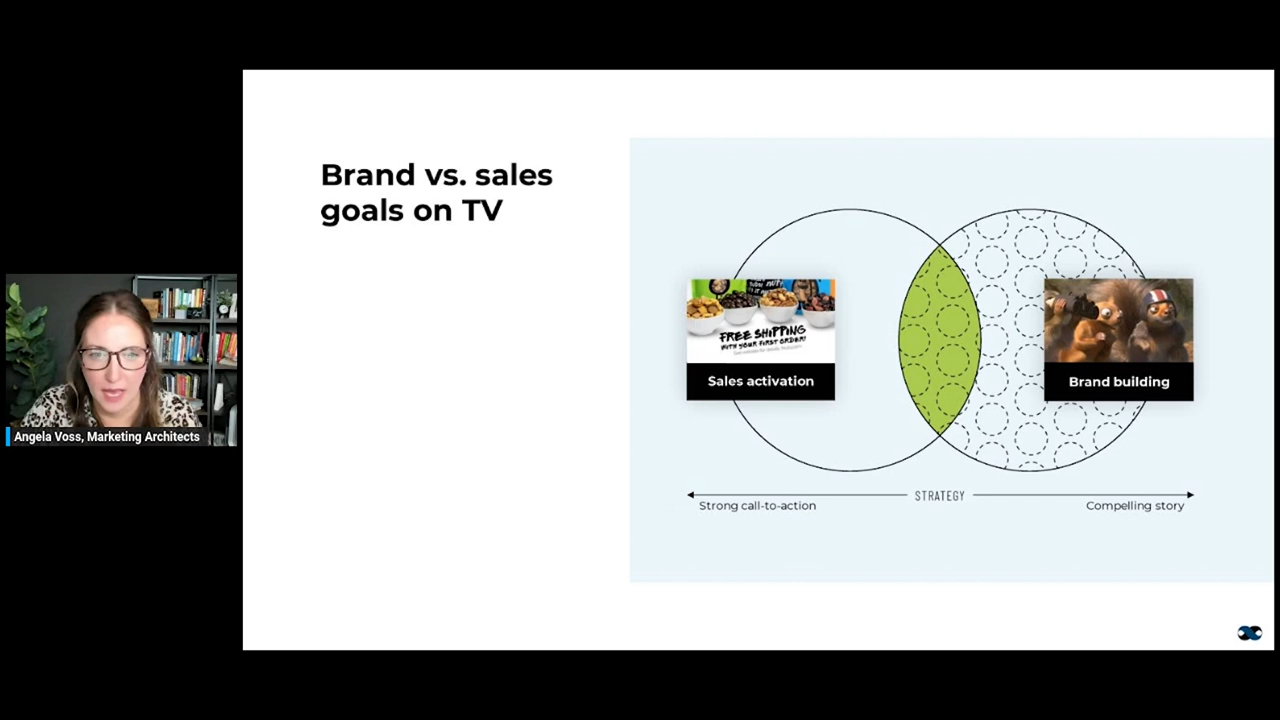 Brand vs. sales
goals on TV
FREE SHIPPING
WITH YOUR FIRST ORDER!
Sales activation
Brand building
STRATEGY
Strong call-to-action
Compelling story
Angela Voss, Marketing Architects